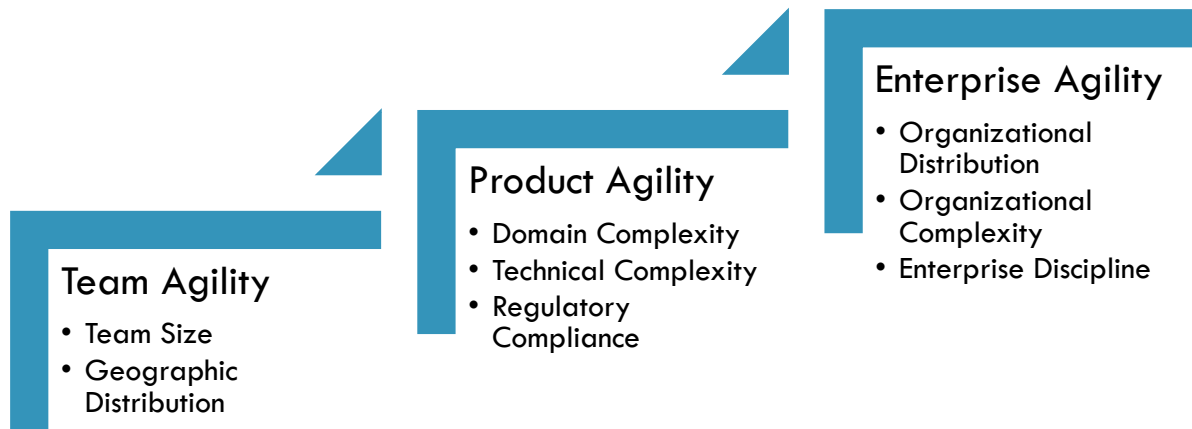 Team Agility
• Team Size
• Geographic
Distribution
Product Agility
• Domain Complexity
• Technical Complexity
• Regulatory
Compliance
Enterprise Agility
• Organizational
Distribution
• Organizational
Complexity
• Enterprise Discipline